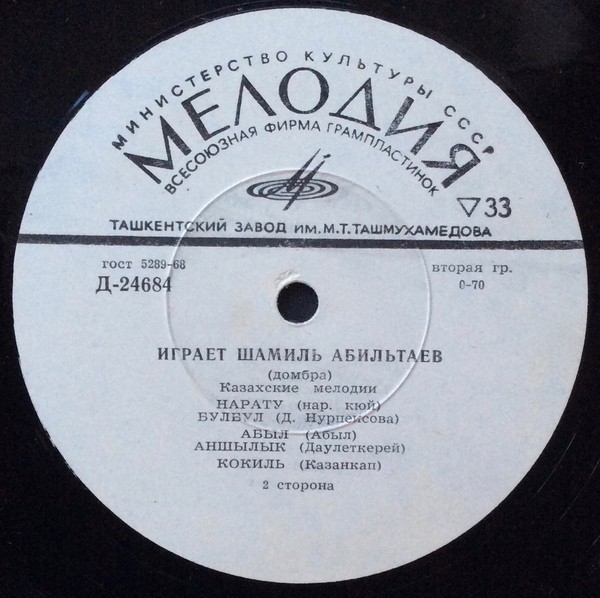 МИНИСТЕРСТВО КУЛЬТУРЫ СССР
МЕЛОДИЯ
ВСЕСОЮЗНАЯ ФИРМА ГРАМПЛАСТИНОК
▽33
ТАШКЕНТСКИЙ ЗАВОД ИМ. М.Т. ТАШМУХАМЕДОВА
гост 5289-68
вторая гр.
Д-24684
0-70
ИГРАЕТ ШАМИЛЬ АБИЛЬТАЕВ
(домбра)
Казахские мелодии
НАРАТУ (нар. кюй)
БУЛБУЛ (Д. Нурпеисова)
АБЫЛ (Абыл)
АНШЫЛЫК (Даулеткерей)
КОКИЛЬ (Казанкап)
2 сторона